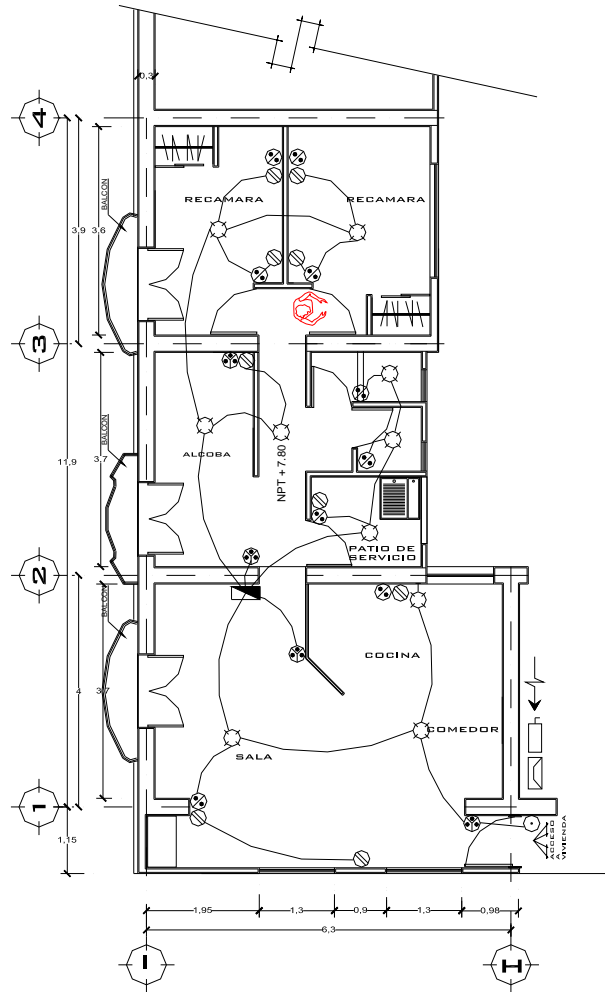 0,3
4
BALCON
RECAMARA
RECAMARA
3,9
3,6
3
BALCON
3,7
11,9
ALCOBA
NPT + 7.80
PATIO DE
SERVICIO
2
BALCON
COCINA
4
3,7
COMEDOR
SALA
1
1,15
ACCESO
A
VIVIENDA
1,95
1,3
0,9
1,3
0,98
6,3
I
H